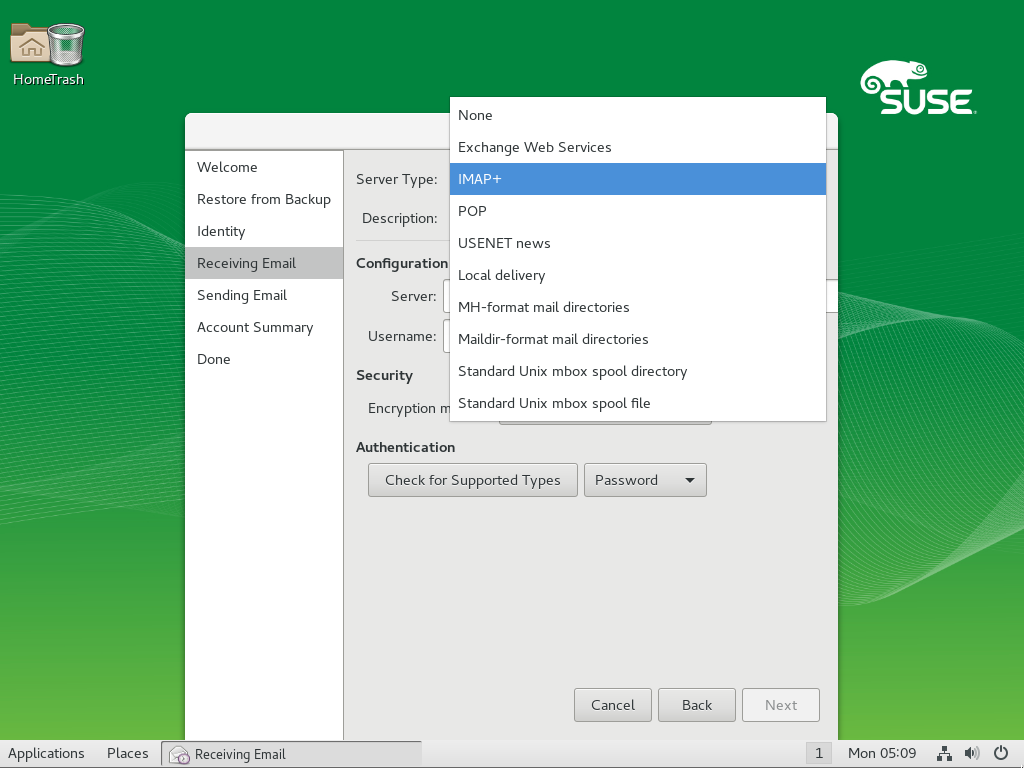 Home
Trash
SUSE
None
Exchange Web Services
IMAP+
POP
USENET news
Local delivery
MH-format mail directories
Maildir-format mail directories
Standard Unix mbox spool directory
Standard Unix mbox spool file
Welcome
Restore from Backup
Identity
Receiving Email
Sending Email
Account Summary
Done
Server Type:
Description:
Configuration
Server:
Username:
Security
Encryption m
Authentication
Check for Supported Types
Password
Cancel
Back
Next
Applications
Places
Receiving Email
1
Mon 05:09